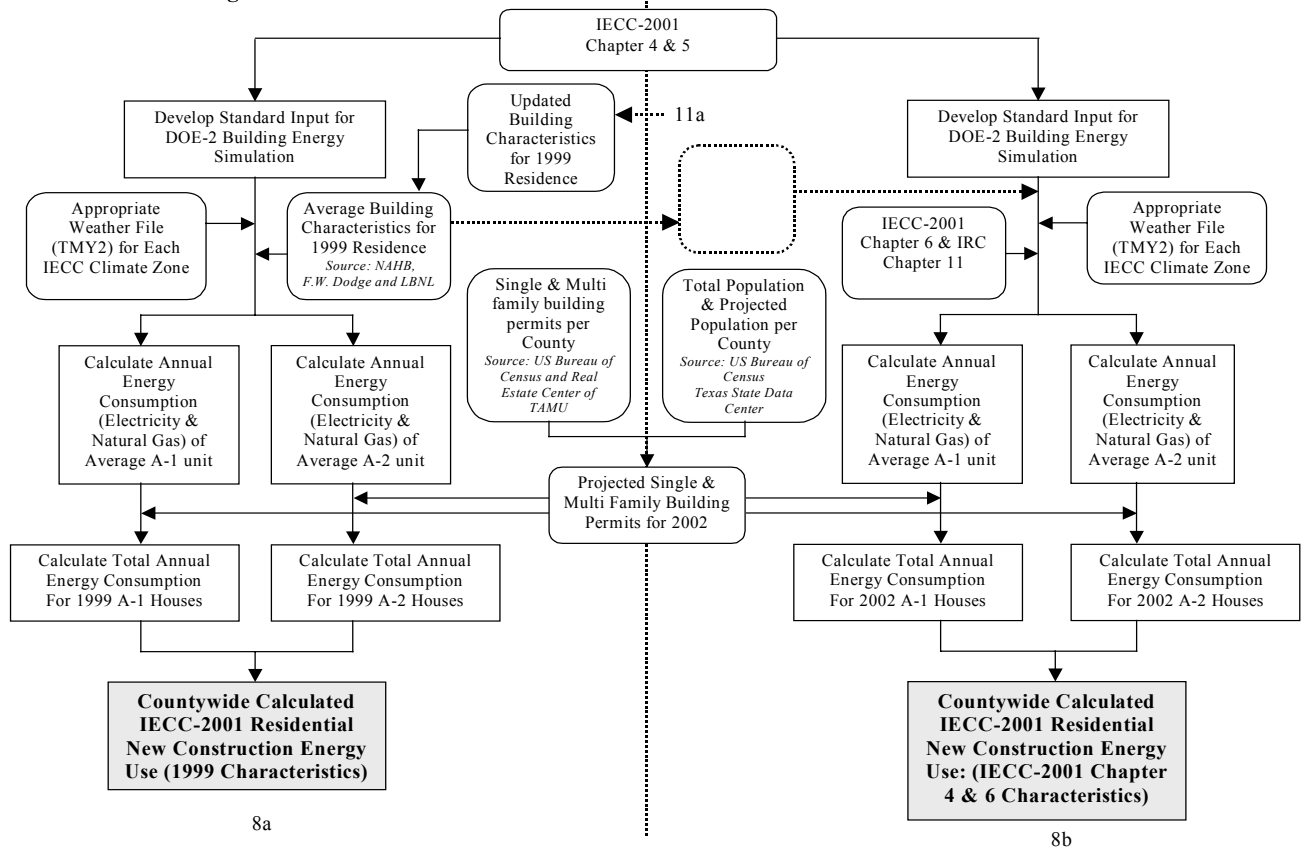 IECC-2001
Chapter 4 & 5
Develop Standard Input for
DOE-2 Building Energy
Simulation
Updated
Building
Characteristics
for 1999
Residence
11a
Develop Standard Input for
DOE-2 Building Energy
Simulation
Appropriate
Weather File
(TMY2) for Each
IECC Climate Zone
Average Building
Characteristics for
1999 Residence
Source: NAHB,
F.W. Dodge and LBNL
IECC-2001
Chapter 6 & IRC
Chapter 11
Appropriate
Weather File
(TMY2) for Each
IECC Climate Zone
Single & Multi
family building
permits per
County
Source: US Bureau of
Census and Real
Estate Center of
TAMU
Total Population
& Projected
Population per
County
Source: US Bureau of
Census
Texas State Data
Center
Calculate Annual
Energy
Consumption
(Electricity &
Natural Gas) of
Average A-1 unit
Calculate Annual
Energy
Consumption
(Electricity &
Natural Gas) of
Average A-2 unit
Calculate Annual
Energy
Consumption
(Electricity &
Natural Gas) of
Average A-1 unit
Calculate Annual
Energy
Consumption
(Electricity &
Natural Gas) of
Average A-2 unit
Projected Single &
Multi Family Building
Permits for 2002
Calculate Total Annual
Energy Consumption
For 1999 A-1 Houses
Calculate Total Annual
Energy Consumption
For 1999 A-2 Houses
Calculate Total Annual
Energy Consumption
For 2002 A-1 Houses
Calculate Total Annual
Energy Consumption
For 2002 A-2 Houses
Countywide Calculated
IECC-2001 Residential
New Construction Energy
Use (1999 Characteristics)
Countywide Calculated
IECC-2001 Residential
New Construction Energy
Use: (IECC-2001 Chapter
4 & 6 Characteristics)
8a
8b